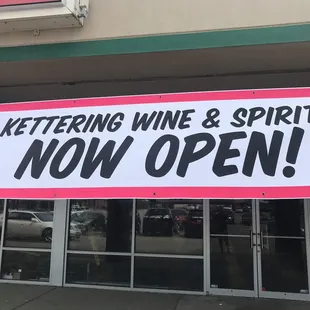 KETTERING WINE & SPIRIT
NOW OPEN!